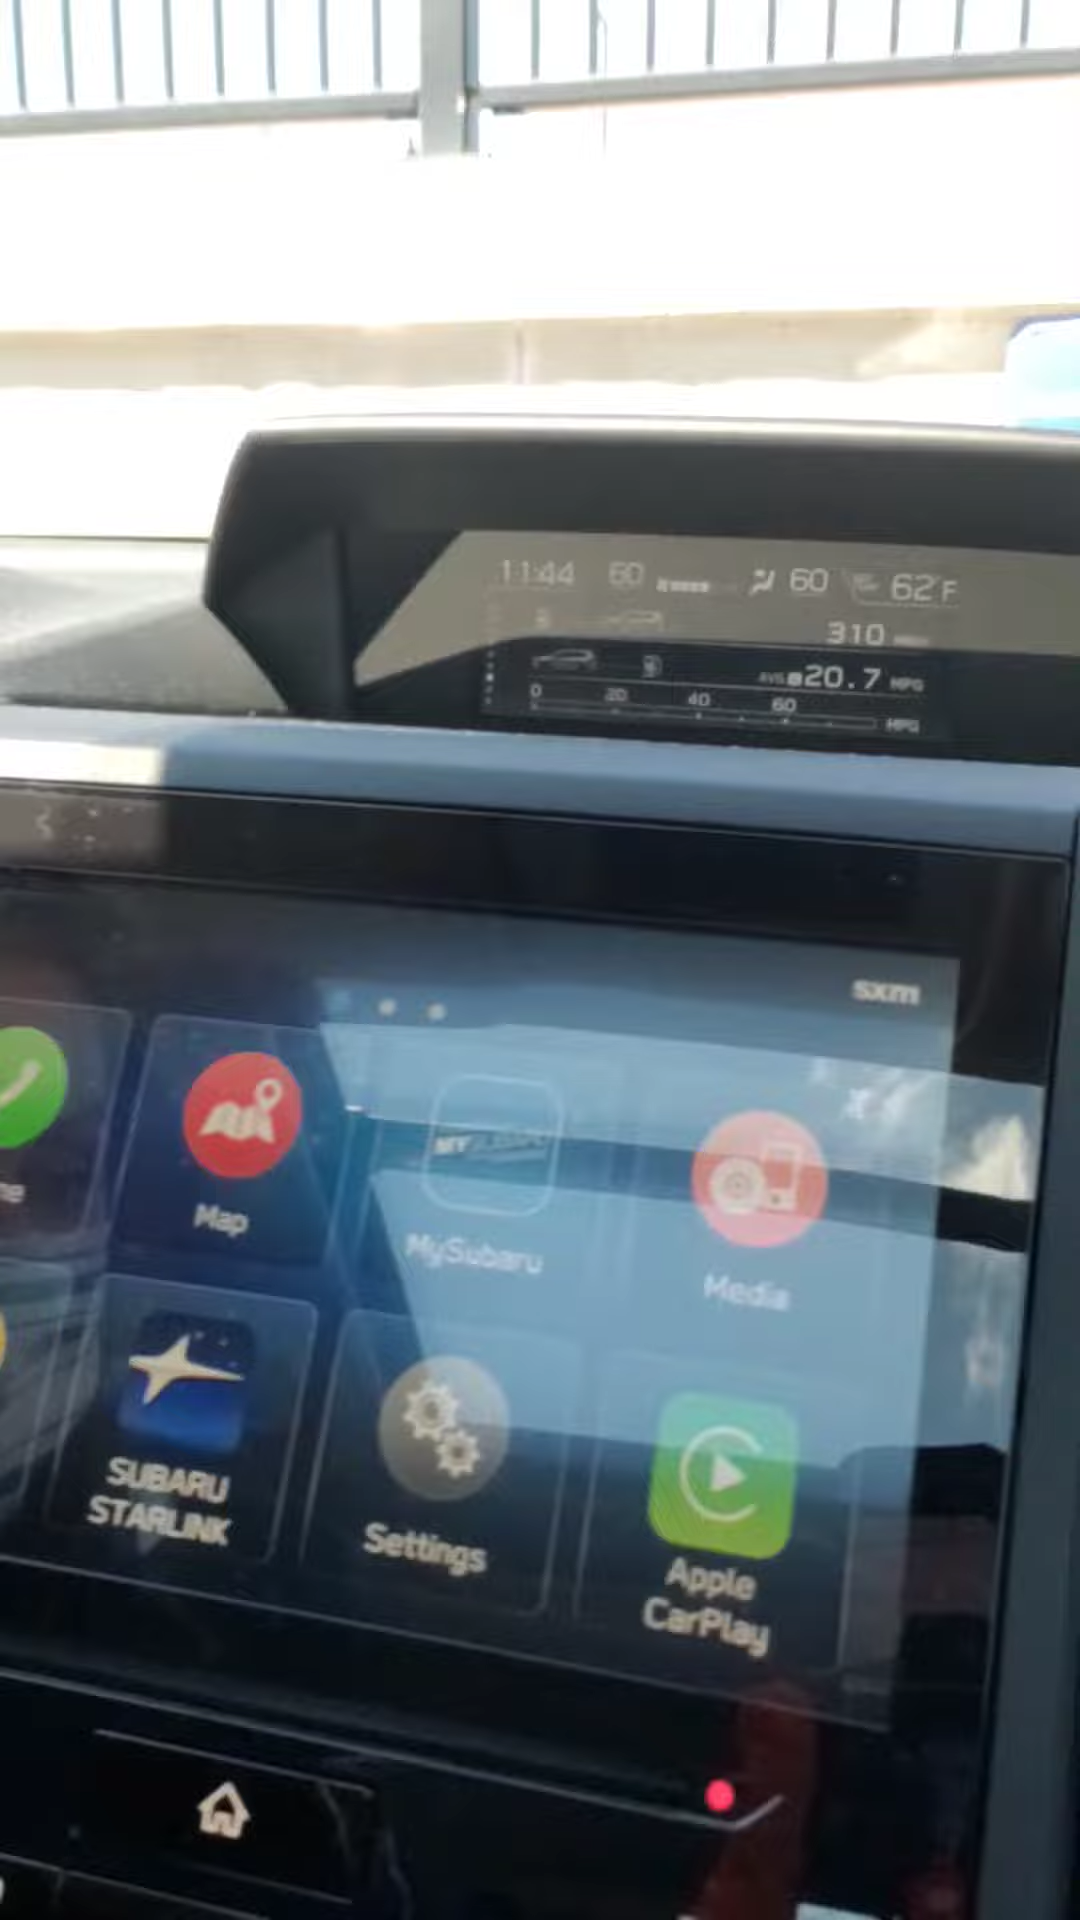 11:44 60 60 62°F
310
AVG 20.7 MPG
0 20 40 60
MPG
sxm
Map
MySubaru
Media
SUBARU
STARLINK
Settings
Apple
CarPlay